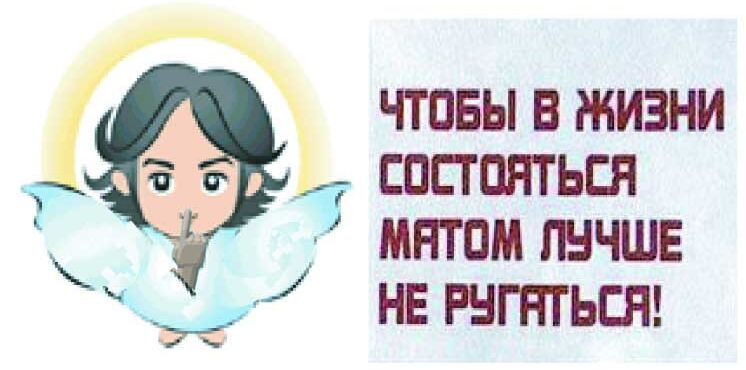 ЧТОБЫ В ЖИЗНИ
СОСТОЯТЬСЯ
МАТОМ ЛУЧШЕ
НЕ РУГАТЬСЯ!